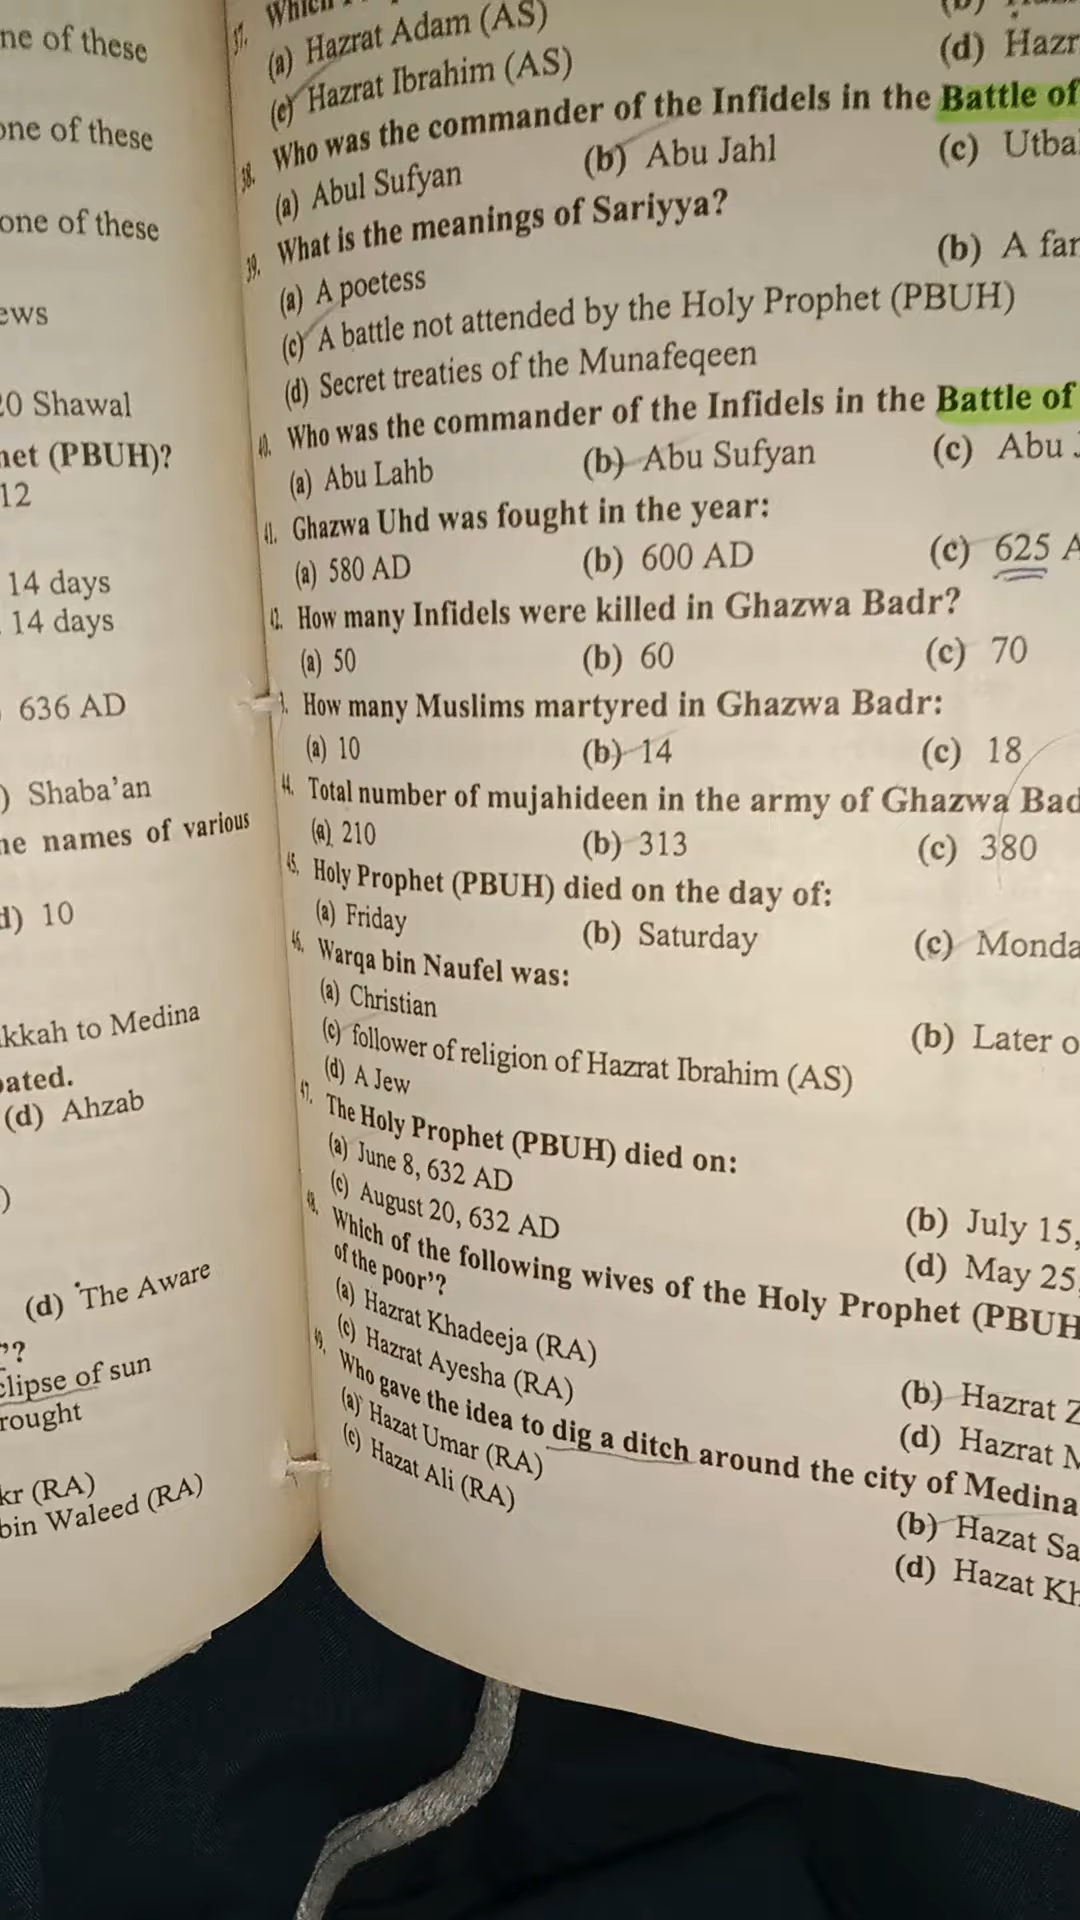 ne of these
one of these
one of these
ews
20 Shawal
het (PBUH)?
12
14 days
14 days
636 AD
) Shaba'an
he names of various
d) 10
kkah to Medina
pated.
(d) Ahzab
)
(d) The Aware
"?
clipse of sun
rought
kr (RA)
bin Waleed (RA)
37. Which
(a) Hazrat Adam (AS)
(c) Hazrat Ibrahim (AS)
(d) Hazr
38. Who was the commander of the Infidels in the Battle of
(a) Abul Sufyan (b) Abu Jahl (c) Utba
39. What is the meanings of Sariyya?
(a) A poetess (b) A far
(c) A battle not attended by the Holy Prophet (PBUH)
(d) Secret treaties of the Munafeqeen
40. Who was the commander of the Infidels in the Battle of
(a) Abu Lahb (b) Abu Sufyan (c) Abu
41. Ghazwa Uhd was fought in the year:
(a) 580 AD (b) 600 AD (c) 625 A
42. How many Infidels were killed in Ghazwa Badr?
(a) 50 (b) 60 (c) 70
3. How many Muslims martyred in Ghazwa Badr:
(a) 10 (b) 14 (c) 18
44. Total number of mujahideen in the army of Ghazwa Bad
(a) 210 (b) 313 (c) 380
45. Holy Prophet (PBUH) died on the day of:
(a) Friday (b) Saturday (c) Monda
46. Warqa bin Naufel was:
(a) Christian (b) Later o
(c) follower of religion of Hazrat Ibrahim (AS)
(d) A Jew
47. The Holy Prophet (PBUH) died on:
(a) June 8, 632 AD (b) July 15,
(c) August 20, 632 AD (d) May 25,
48. Which of the following wives of the Holy Prophet (PBUH
of the poor'?
(a) Hazrat Khadeeja (RA) (b) Hazrat Z
(c) Hazrat Ayesha (RA) (d) Hazrat M
49. Who gave the idea to dig a ditch around the city of Medina
(a) Hazat Umar (RA) (b) Hazat Sa
(c) Hazat Ali (RA) (d) Hazat Kh